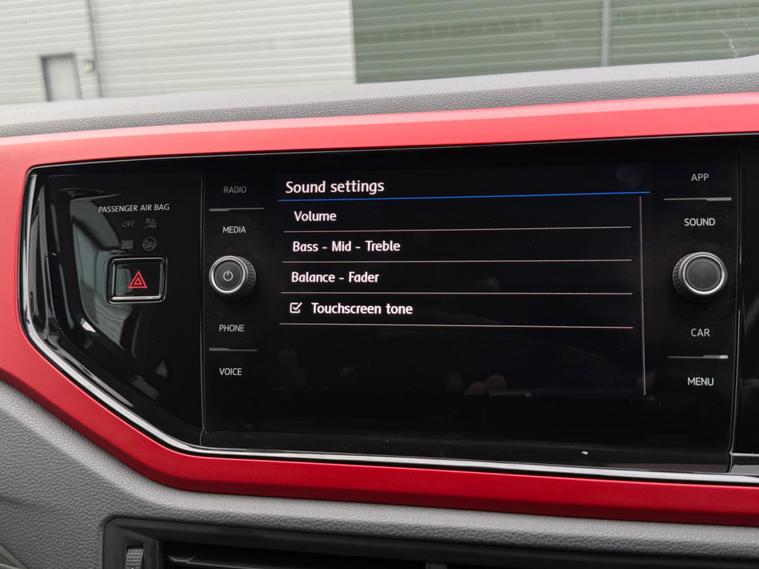 PASSENGER AIR BAG
OFF
RADIO
MEDIA
PHONE
VOICE
Sound settings
Volume
Bass - Mid - Treble
Balance - Fader
Touchscreen tone
APP
SOUND
CAR
MENU